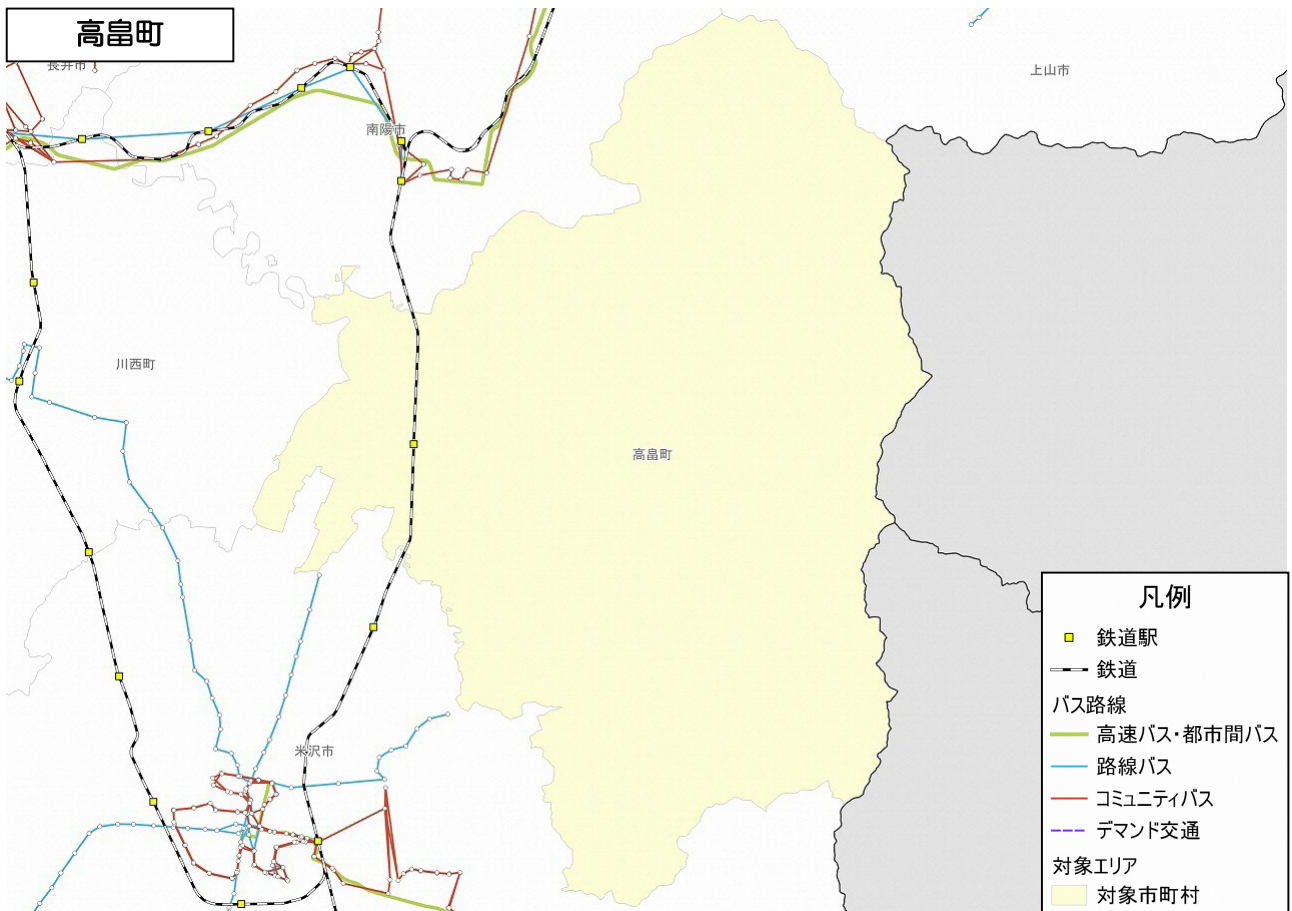 高畠町
長井市
上山市
南陽市
川西町
高畠町
米沢市
凡例
鉄道駅
鉄道
バス路線
高速バス・都市間バス
路線バス
コミュニティバス
デマンド交通
対象エリア
対象市町村